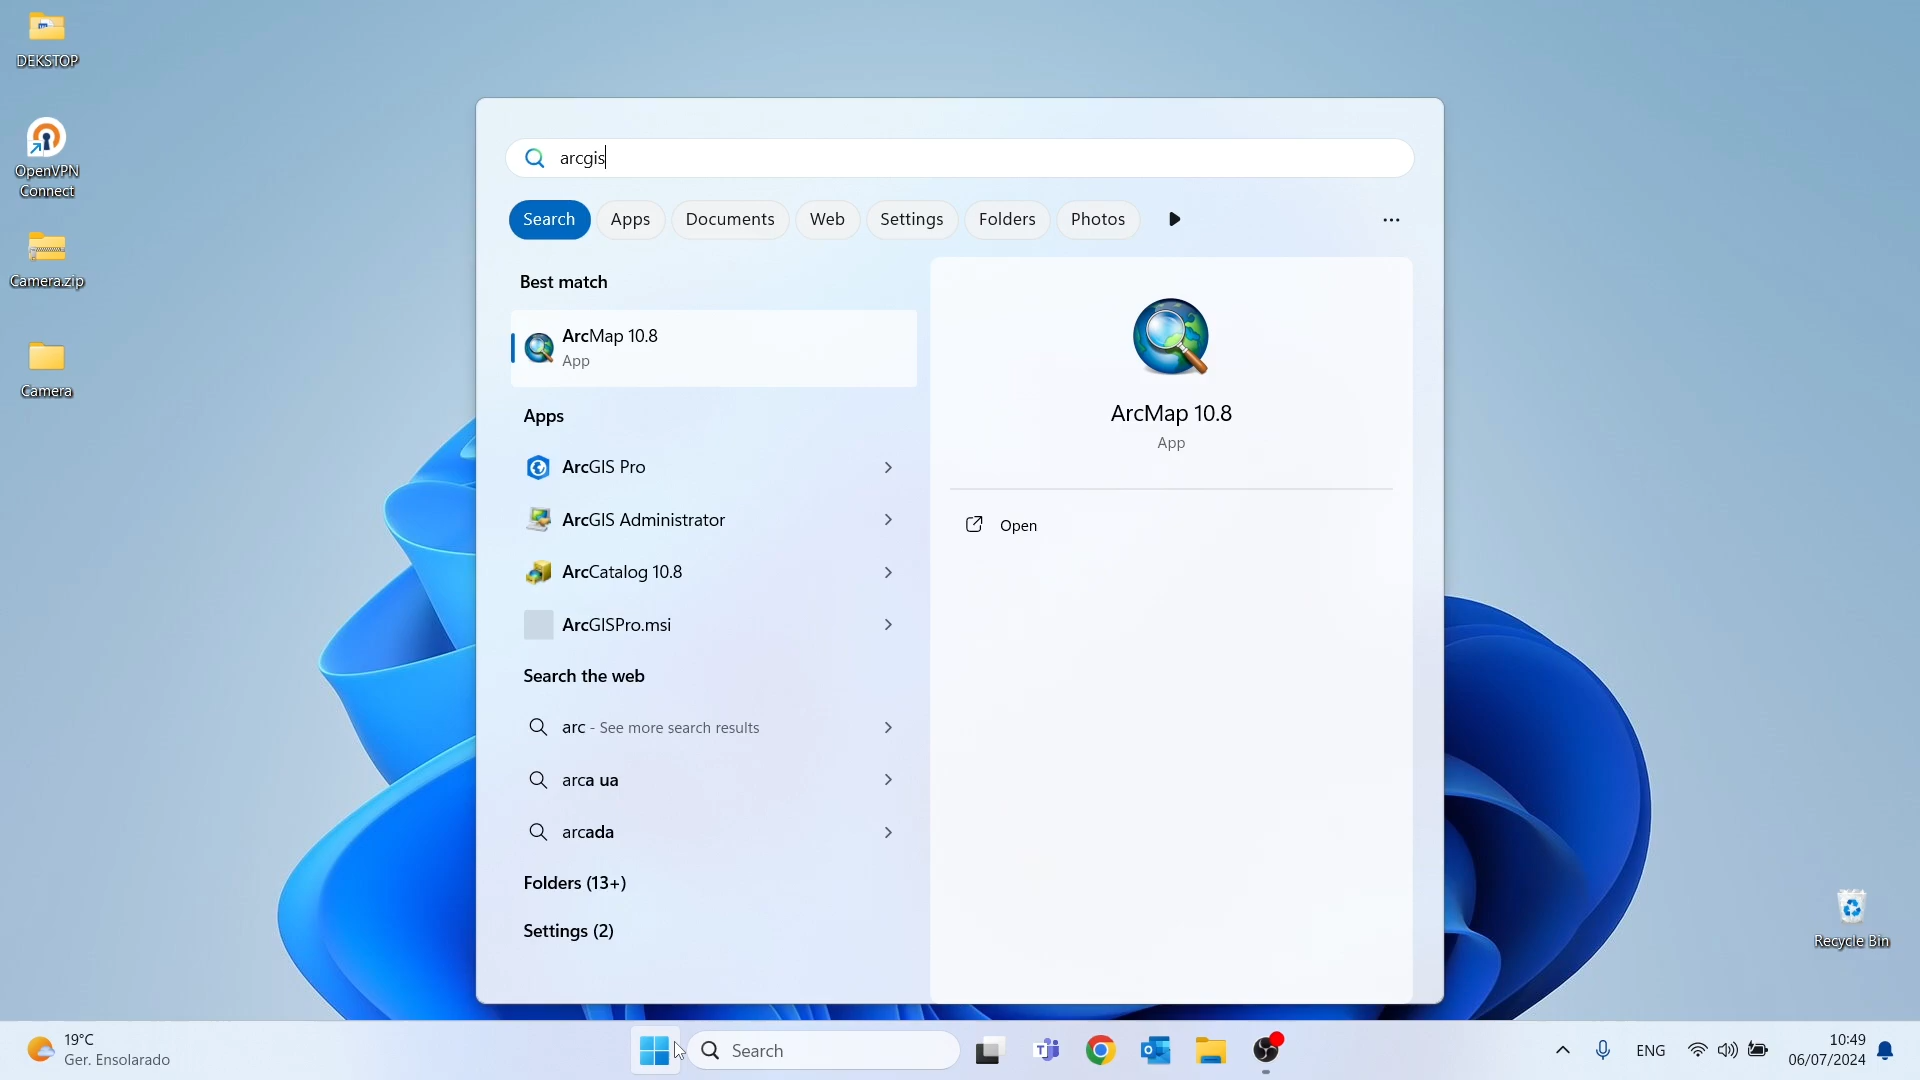 DEKSTOP
OpenVPN
Connect
Camera.zip
Camera
arcgis
Search
Apps
Documents
Web
Settings
Folders
Photos
Best match
ArcMap 10.8
App
Apps
ArcGIS Pro
ArcGIS Administrator
ArcCatalog 10.8
ArcGISPro.msi
Search the web
arc - See more search results
arca ua
arcada
Folders (13+)
Settings (2)
ArcMap 10.8
App
Open
Recycle Bin
19°C
Ger. Ensolarado
Search
ENG
10:49
06/07/2024